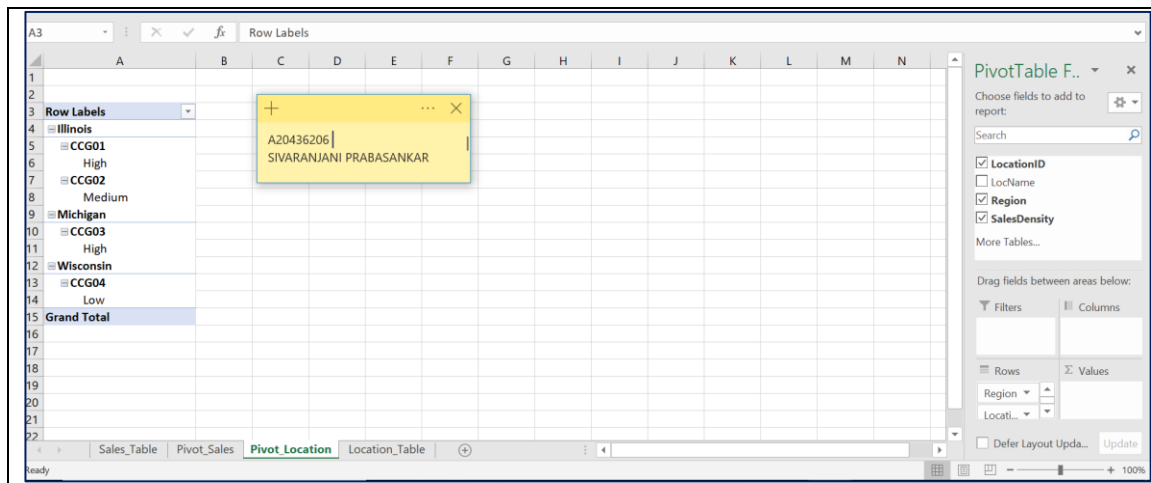 A3 fx Row Labels
A B C D E F G H I J K L M N
1
2
3 Row Labels
4 Illinois
5 CCG01
6 High
7 CCG02
8 Medium
9 Michigan
10 CCG03
11 High
12 Wisconsin
13 CCG04
14 Low
15 Grand Total
16
17
18
19
20
21
22
A20436206
SIVARANJANI PRABASANKAR
PivotTable F..
Choose fields to add to
report:
Search
LocationID
LocName
Region
SalesDensity
More Tables...
Drag fields between areas below:
Filters Columns
Rows Σ Values
Region
Locati...
Defer Layout Upda... Update
Sales_Table Pivot_Sales Pivot_Location Location_Table
Ready 100%